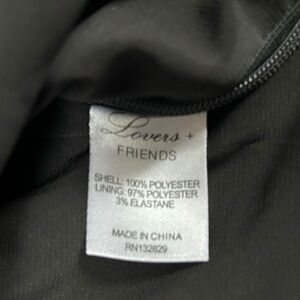 Lovers +
FRIENDS
SHELL: 100% POLYESTER
LINING: 97% POLYESTER
3% ELASTANE
MADE IN CHINA
RN132829